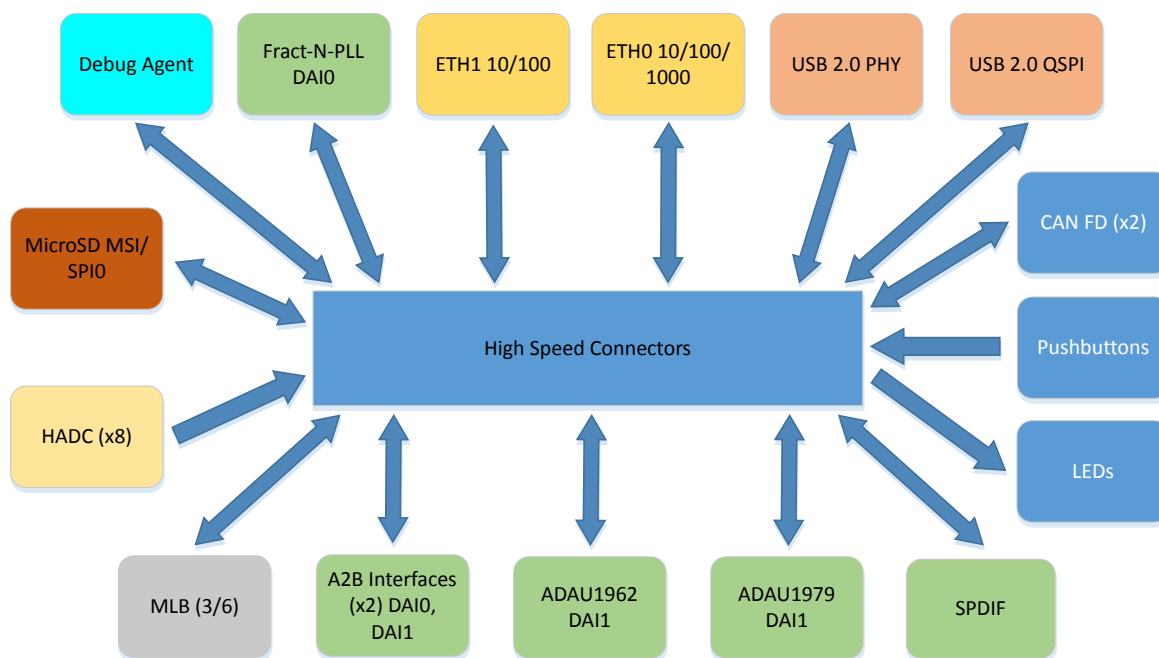 Debug Agent
Fract-N-PLL
DAI0
ETH1 10/100
ETH0 10/100/
1000
USB 2.0 PHY
USB 2.0 QSPI
MicroSD MSI/
SPI0
CAN FD (x2)
High Speed Connectors
Pushbuttons
HADC (x8)
LEDs
MLB (3/6)
A2B Interfaces
(x2) DAI0,
DAI1
ADAU1962
DAI1
ADAU1979
DAI1
SPDIF